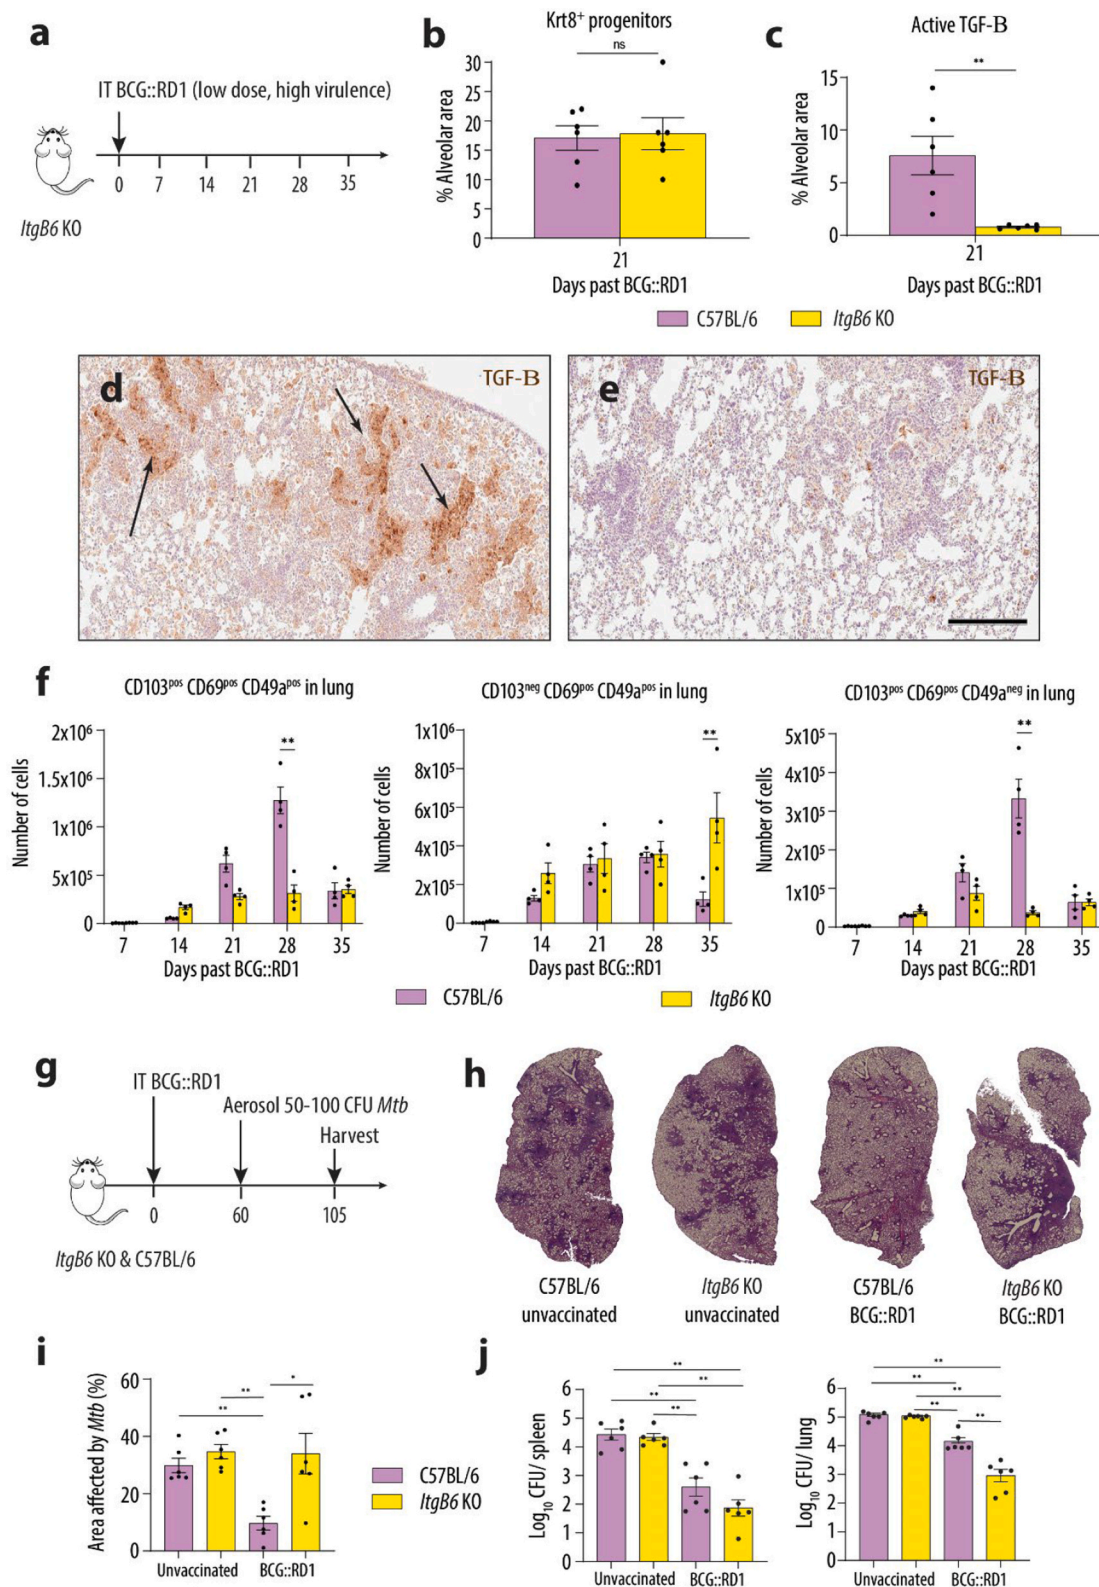 a
IT BCG::RD1 (low dose, high virulence)
0 7 14 21 28 35
ItgB6 KO
b
Krt8⁺ progenitors
ns
% Alveolar area
30
25
20
15
10
5
0
21
Days past BCG::RD1
c
Active TGF-B
**
% Alveolar area
15
10
5
0
21
Days past BCG::RD1
C57BL/6 ItgB6 KO
d
TGF-B
e
TGF-B
f
CD103ᵖᵒˢ CD69ᵖᵒˢ CD49aᵖᵒˢ in lung
Number of cells
2x10⁶
1.5x10⁶
1x10⁶
5x10⁵
0
**
7 14 21 28 35
Days past BCG::RD1
CD103ⁿᵉᵍ CD69ᵖᵒˢ CD49aᵖᵒˢ in lung
Number of cells
1x10⁶
8x10⁵
6x10⁵
4x10⁵
2x10⁵
0
**
7 14 21 28 35
Days past BCG::RD1
CD103ᵖᵒˢ CD69ᵖᵒˢ CD49aⁿᵉᵍ in lung
Number of cells
5x10⁵
4x10⁵
3x10⁵
2x10⁵
1x10⁵
0
**
7 14 21 28 35
Days past BCG::RD1
C57BL/6 ItgB6 KO
g
IT BCG::RD1
Aerosol 50-100 CFU Mtb
Harvest
0 60 105
ItgB6 KO & C57BL/6
h
C57BL/6
unvaccinated
ItgB6 KO
unvaccinated
C57BL/6
BCG::RD1
ItgB6 KO
BCG::RD1
i
Area affected by Mtb (%)
60
40
20
0
** ** *
Unvaccinated BCG::RD1
C57BL/6
ItgB6 KO
j
Log₁₀ CFU/ spleen
6
5
4
3
2
1
0
**
**
**
**
Unvaccinated BCG::RD1
Log₁₀ CFU/ lung
6
5
4
3
2
1
0
**
** **
** **
Unvaccinated BCG::RD1